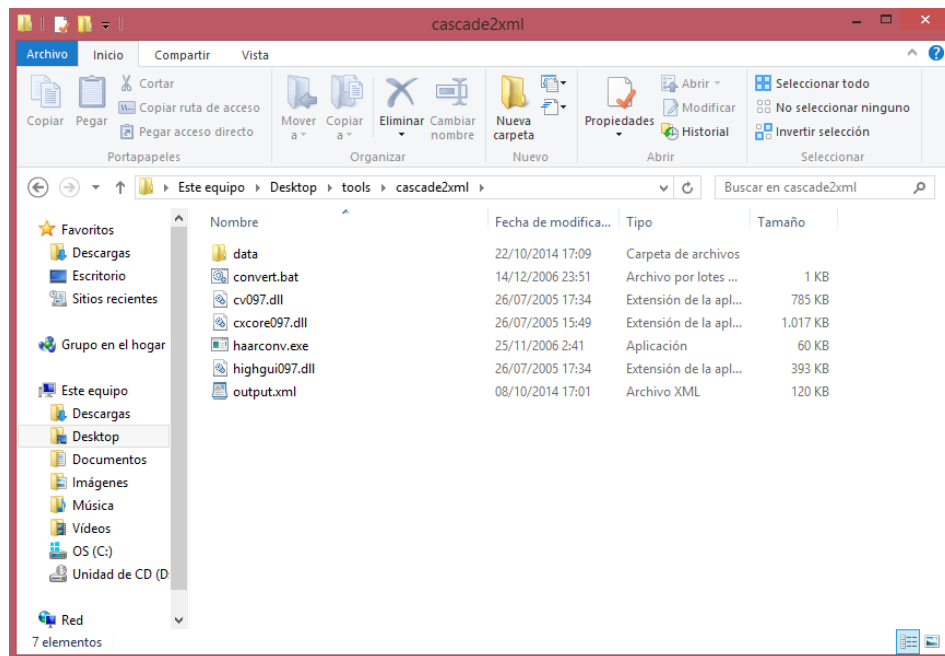 cascade2xml
Archivo Inicio Compartir Vista
Copiar Pegar Cortar
Copiar ruta de acceso
Pegar acceso directo
Portapapeles
Mover a Copiar a Eliminar Cambiar nombre
Organizar
Nueva carpeta
Nuevo
Propiedades Abrir
Modificar
Historial
Abrir
Seleccionar todo
No seleccionar ninguno
Invertir selección
Seleccionar
Este equipo Desktop tools cascade2xml Buscar en cascade2xml
Favoritos
Descargas
Escritorio
Sitios recientes
Grupo en el hogar
Este equipo
Descargas
Desktop
Documentos
Imágenes
Música
Vídeos
OS (C:)
Unidad de CD (D:
Red
Nombre Fecha de modifica... Tipo Tamaño
data 22/10/2014 17:09 Carpeta de archivos
convert.bat 14/12/2006 23:51 Archivo por lotes ... 1 KB
cv097.dll 26/07/2005 17:34 Extensión de la apl... 785 KB
cxcore097.dll 26/07/2005 15:49 Extensión de la apl... 1.017 KB
haarconv.exe 25/11/2006 2:41 Aplicación 60 KB
highgui097.dll 26/07/2005 17:34 Extensión de la apl... 393 KB
output.xml 08/10/2014 17:01 Archivo XML 120 KB
7 elementos